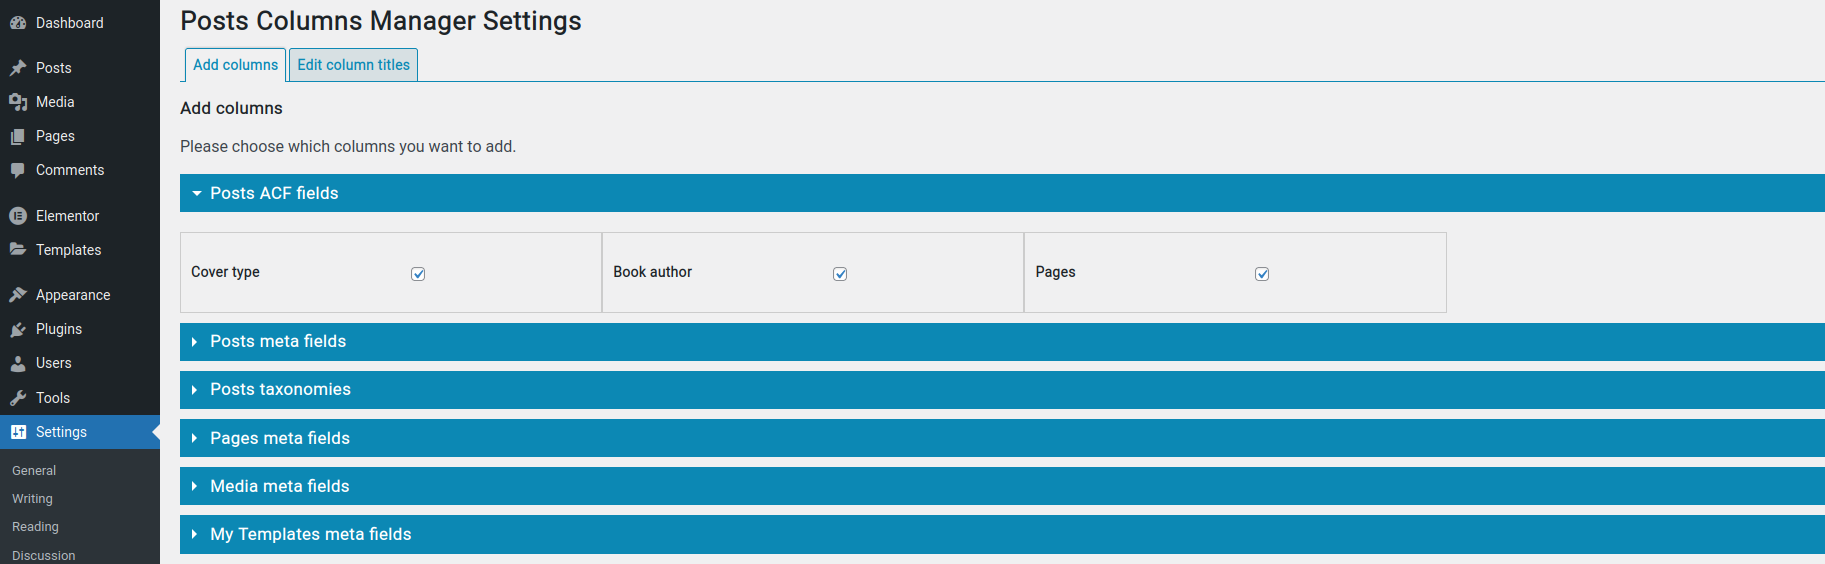 Dashboard
Posts
Media
Pages
Comments
Elementor
Templates
Appearance
Plugins
Users
Tools
Settings
General
Writing
Reading
Discussion
Posts Columns Manager Settings
Add columns
Edit column titles
Add columns
Please choose which columns you want to add.
Posts ACF fields
Cover type
Book author
Pages
Posts meta fields
Posts taxonomies
Pages meta fields
Media meta fields
My Templates meta fields